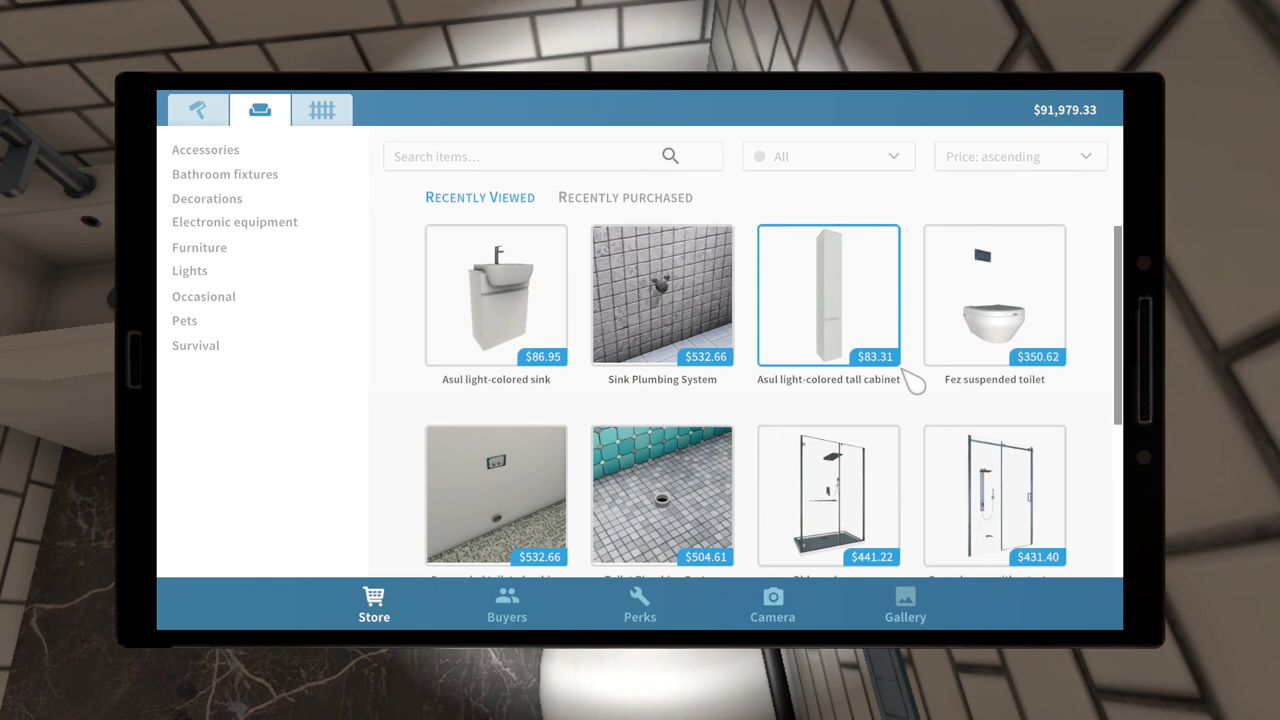 $91,979.33
Accessories
Bathroom fixtures
Decorations
Electronic equipment
Furniture
Lights
Occasional
Pets
Survival
Search items...
All
Price: ascending
RECENTLY VIEWED
RECENTLY PURCHASED
$86.95
$532.66
$83.31
$350.62
Asul light-colored sink
Sink Plumbing System
Asul light-colored tall cabinet
Fez suspended toilet
$532.66
$504.61
$441.22
$431.40
Store
Buyers
Perks
Camera
Gallery